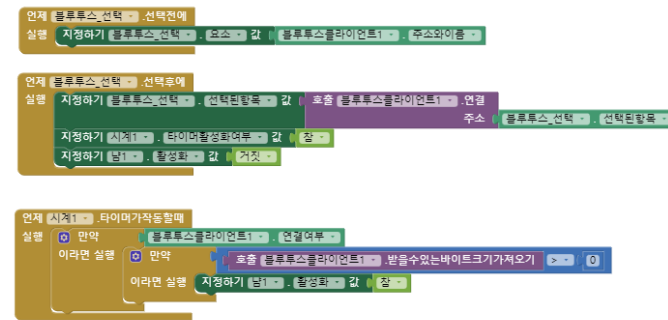 언제 블루투스_선택 .선택전에
실행 지정하기 블루투스_선택 . 요소 값 블루투스클라이언트1 . 주소와이름
언제 블루투스_선택 .선택후에
실행 지정하기 블루투스_선택 . 선택된항목 값 호출 블루투스클라이언트1 .연결
주소 블루투스_선택 . 선택된항목
지정하기 시계1 . 타이머활성화여부 값 참
지정하기 남1 . 활성화 값 거짓
언제 시계1 .타이머가작동할때
실행 만약 블루투스클라이언트1 . 연결여부
이라면 실행 만약 호출 블루투스클라이언트1 .받을수있는바이트크기가져오기 > 0
이라면 실행 지정하기 남1 . 활성화 값 참